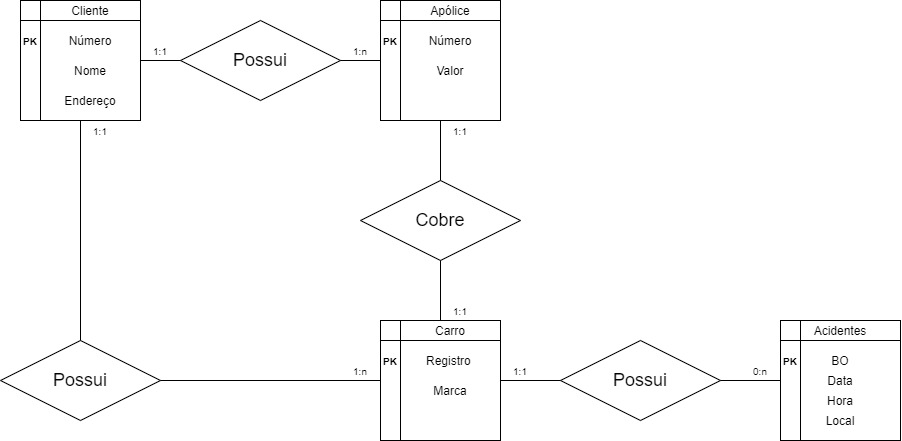 Cliente
PK
Número
Nome
Endereço
1:1
Possui
1:n
Apólice
PK
Número
Valor
1:1
1:1
Cobre
1:1
Possui
1:n
Carro
PK
Registro
Marca
1:1
Possui
0:n
Acidentes
PK
BO
Data
Hora
Local